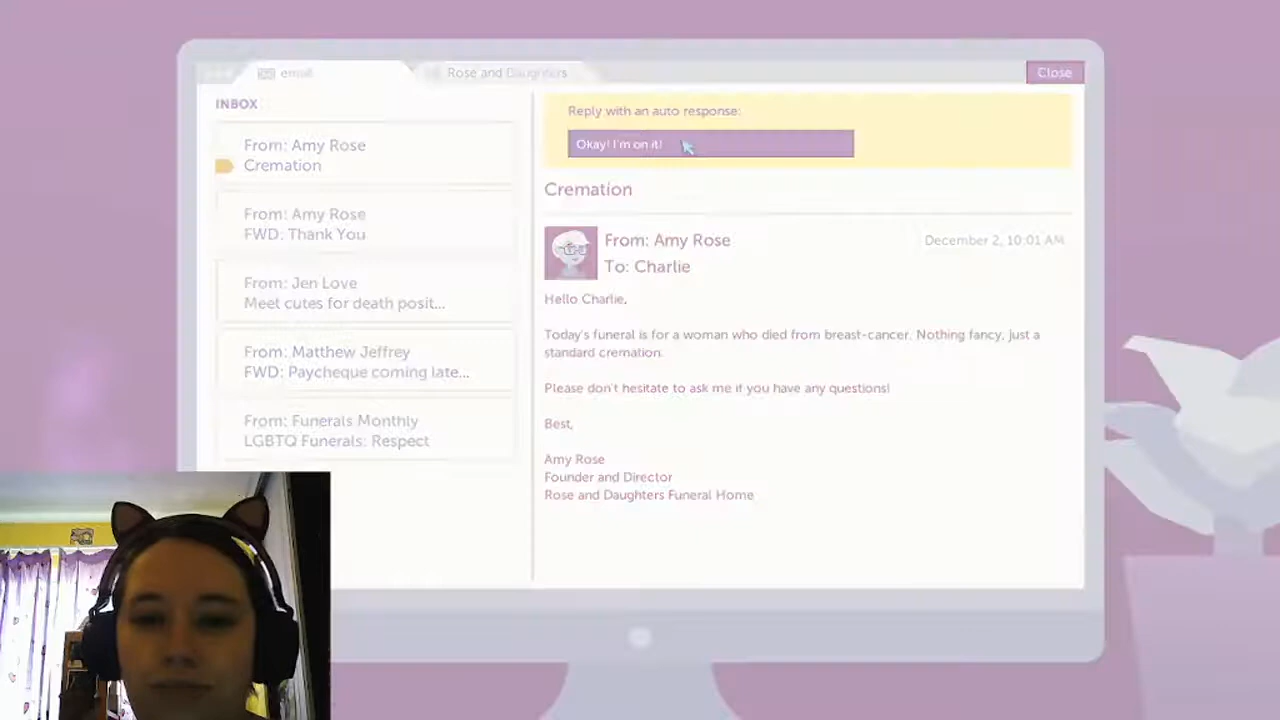 email
Rose and Daughters
Close
INBOX
From: Amy Rose
Cremation
From: Amy Rose
FWD: Thank You
From: Jen Love
Meet cutes for death posit...
From: Matthew Jeffrey
FWD: Paycheque coming late...
From: Funerals Monthly
LGBTQ Funerals: Respect
Reply with an auto response:
Okay! I'm on it!
Cremation
From: Amy Rose
December 2, 10:01 AM
To: Charlie
Hello Charlie,
Today's funeral is for a woman who died from breast-cancer. Nothing fancy, just a
standard cremation.
Please don't hesitate to ask me if you have any questions!
Best,
Amy Rose
Founder and Director
Rose and Daughters Funeral Home